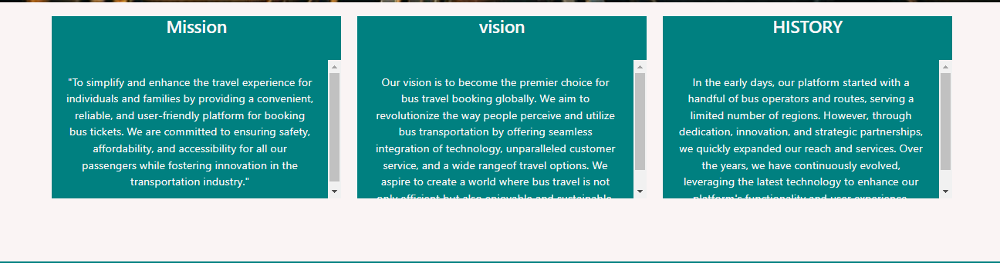 Mission
"To simplify and enhance the travel experience for
individuals and families by providing a convenient,
reliable, and user-friendly platform for booking
bus tickets. We are committed to ensuring safety,
affordability, and accessibility for all our
passengers while fostering innovation in the
transportation industry."
vision
Our vision is to become the premier choice for
bus travel booking globally. We aim to
revolutionize the way people perceive and utilize
bus transportation by offering seamless
integration of technology, unparalleled customer
service, and a wide rangeof travel options. We
aspire to create a world where bus travel is not
only efficient but also enjoyable and sustainable
HISTORY
In the early days, our platform started with a
handful of bus operators and routes, serving a
limited number of regions. However, through
dedication, innovation, and strategic partnerships,
we quickly expanded our reach and services. Over
the years, we have continuously evolved,
leveraging the latest technology to enhance our
platform's functionality and user experience